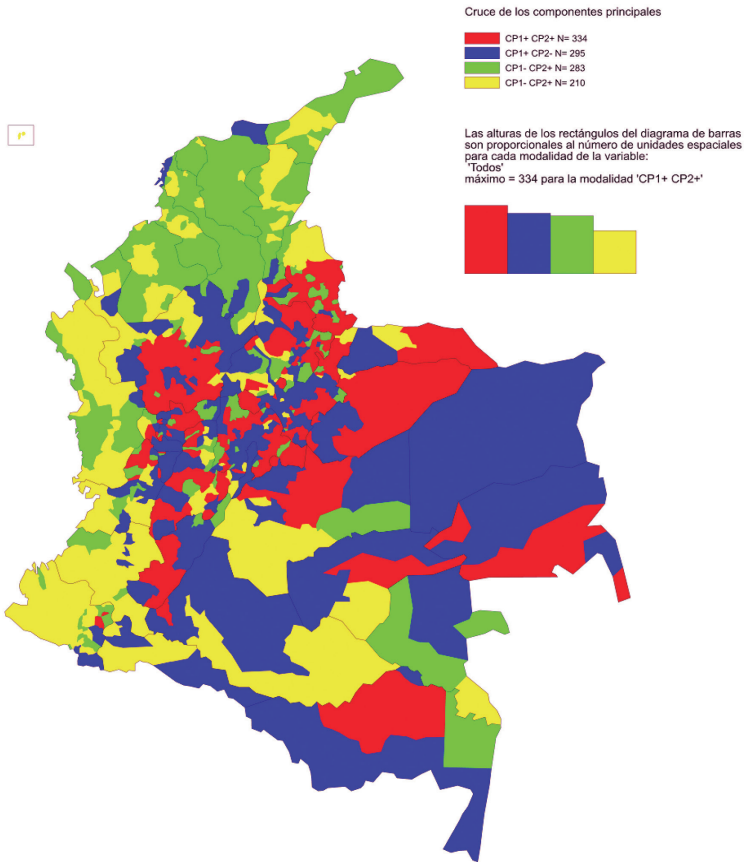 Cruce de los componentes principales
CP1+ CP2+ N= 334
CP1+ CP2- N= 295
CP1- CP2+ N= 283
CP1- CP2+ N= 210
Las alturas de los rectángulos del diagrama de barras
son proporcionales al número de unidades espaciales
para cada modalidad de la variable:
'Todos'
máximo = 334 para la modalidad 'CP1+ CP2+'